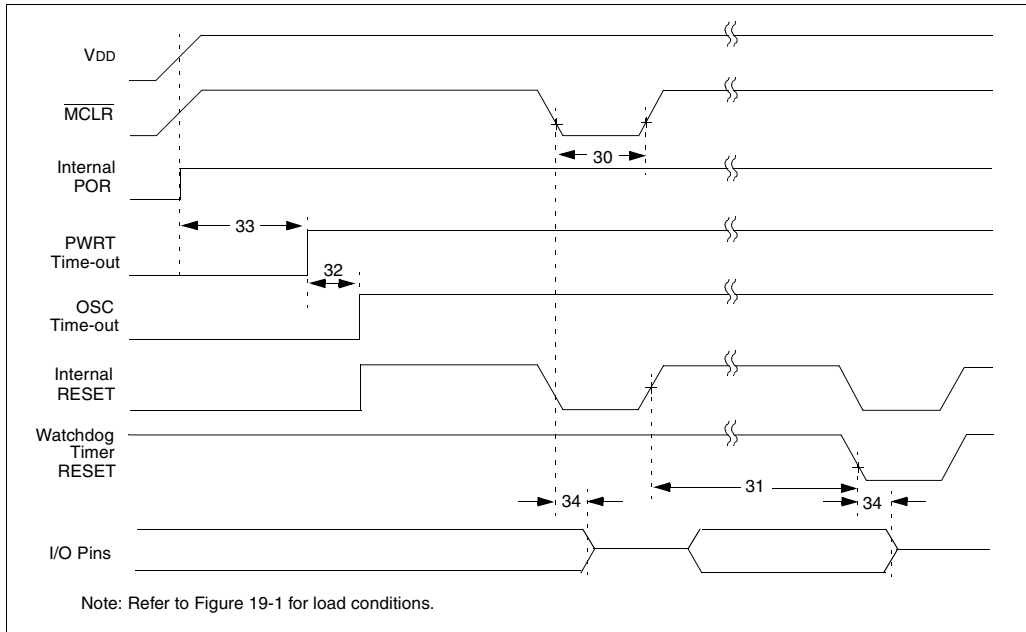 VDD
MCLR
30
Internal
POR
33
PWRT
Time-out
32
OSC
Time-out
Internal
RESET
Watchdog
Timer
RESET
31
34
34
I/O Pins
Note: Refer to Figure 19-1 for load conditions.